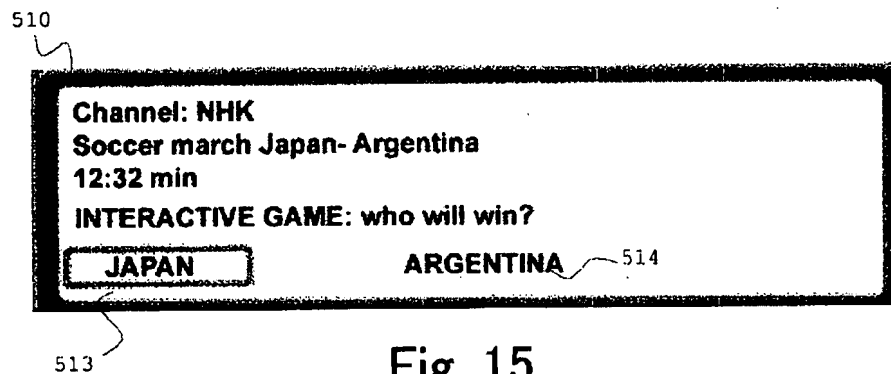 510
Channel: NHK
Soccer march Japan- Argentina
12:32 min
INTERACTIVE GAME: who will win?
JAPAN ARGENTINA 514
513
Fig. 15